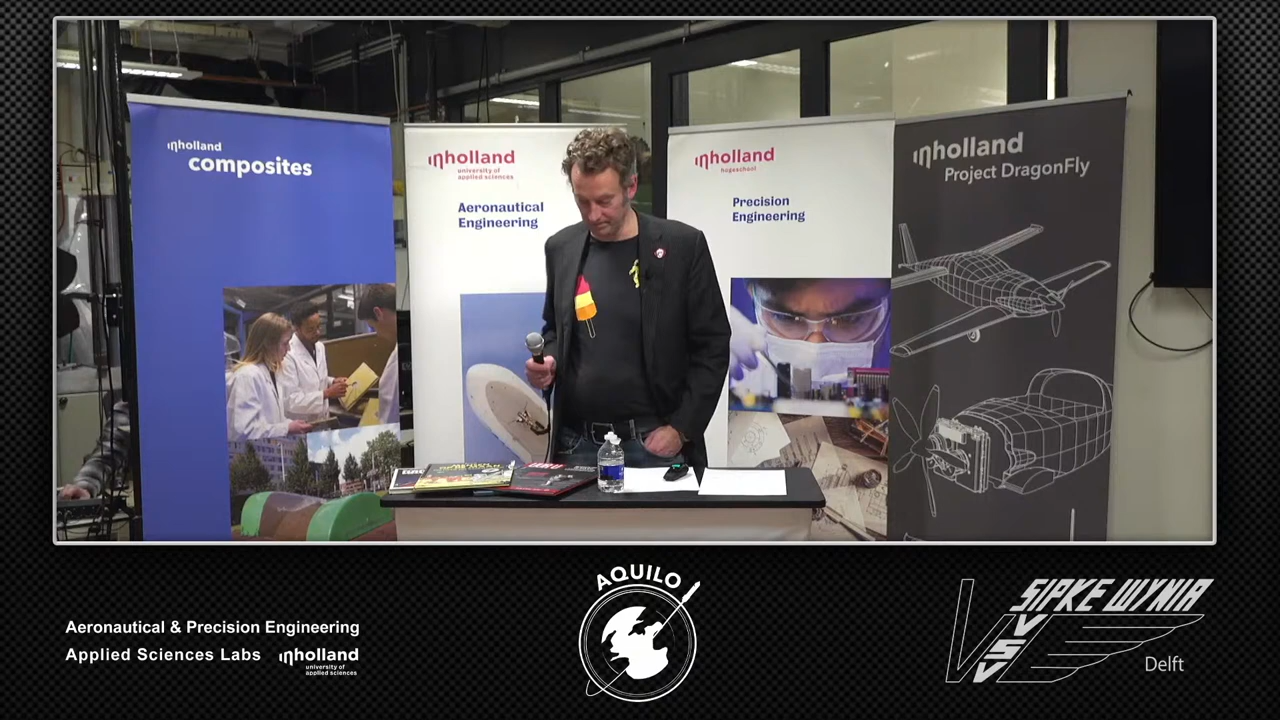 inholland
composites
inholland
university of
applied sciences
Aeronautical
Engineering
inholland
hogeschool
Precision
Engineering
inholland
Project DragonFly
Aeronautical & Precision Engineering
Applied Sciences Labs
inholland
university of
applied sciences
AQUILO
SIPKE WYNIA
VSV
Delft